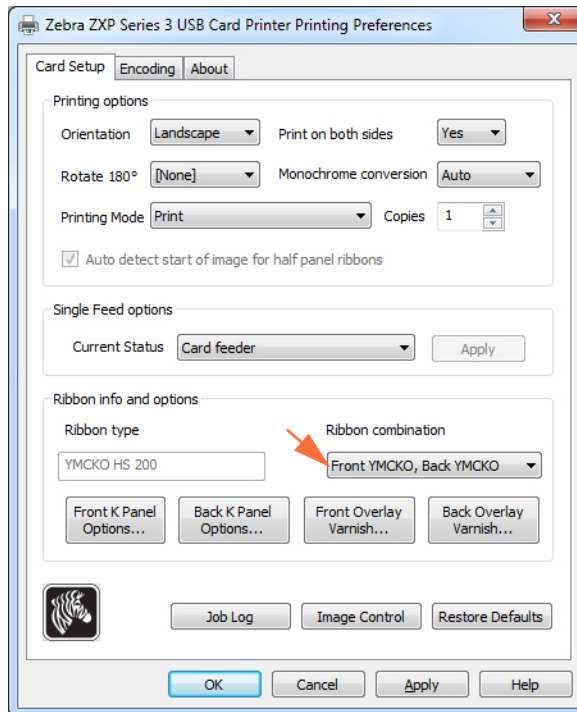 Zebra ZXP Series 3 USB Card Printer Printing Preferences
Card Setup Encoding About
Printing options
Orientation Landscape Print on both sides Yes
Rotate 180° [None] Monochrome conversion Auto
Printing Mode Print Copies 1
Auto detect start of image for half panel ribbons
Single Feed options
Current Status Card feeder Apply
Ribbon info and options
Ribbon type Ribbon combination
YMCKO HS 200 Front YMCKO, Back YMCKO
Front K Panel Back K Panel Front Overlay Back Overlay
Options... Options... Varnish... Varnish...
Job Log Image Control Restore Defaults
OK Cancel Apply Help